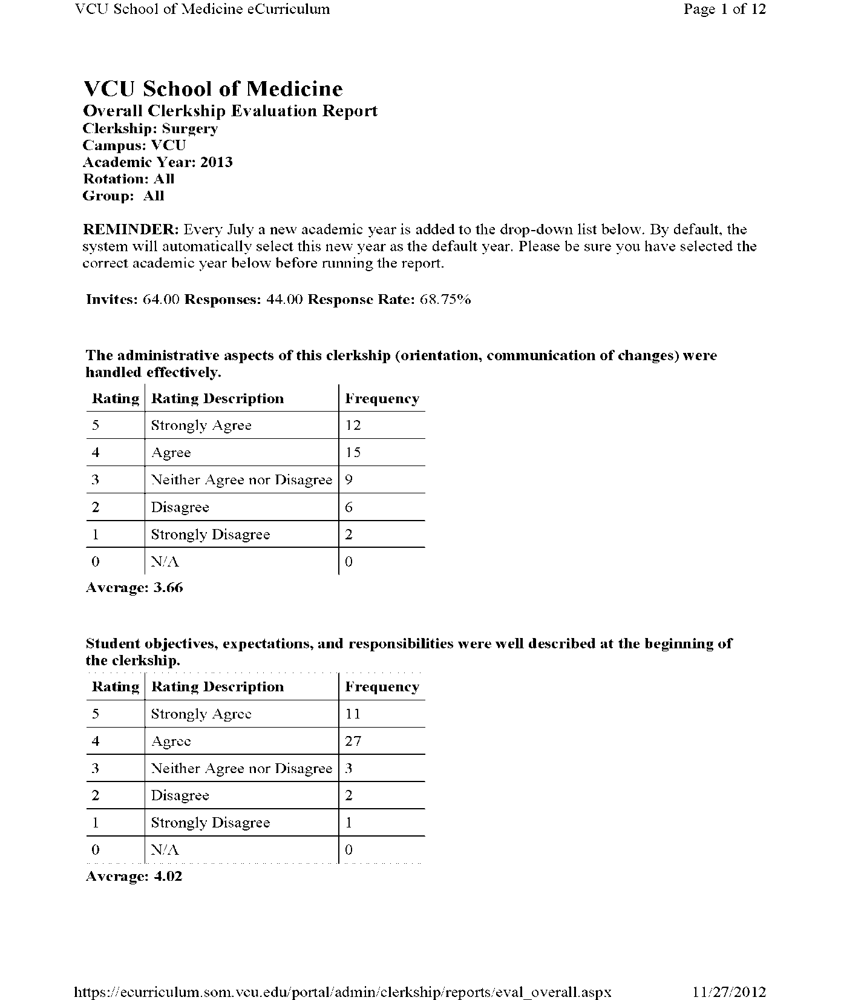 VCU School of Medicine eCurriculum Page 1 of 12
VCU School of Medicine
Overall Clerkship Evaluation Report
Clerkship: Surgery
Campus: VCU
Academic Year: 2013
Rotation: All
Group: All
REMINDER: Every July a new academic year is added to the drop-down list below. By default, the
system will automatically select this new year as the default year. Please be sure you have selected the
correct academic year below before running the report.
Invites: 64.00 Responses: 44.00 Response Rate: 68.75%
The administrative aspects of this clerkship (orientation, communication of changes) were
handled effectively.
Rating Rating Description Frequency
5 Strongly Agree 12
4 Agree 15
3 Neither Agree nor Disagree 9
2 Disagree 6
1 Strongly Disagree 2
0 N/A 0
Average: 3.66
Student objectives, expectations, and responsibilities were well described at the beginning of
the clerkship.
Rating Rating Description Frequency
5 Strongly Agree 11
4 Agree 27
3 Neither Agree nor Disagree 3
2 Disagree 2
1 Strongly Disagree 1
0 N/A 0
Average: 4.02
https://ecurriculum.som.vcu.edu/portal/admin/clerkship/reports/eval_overall.aspx 11/27/2012